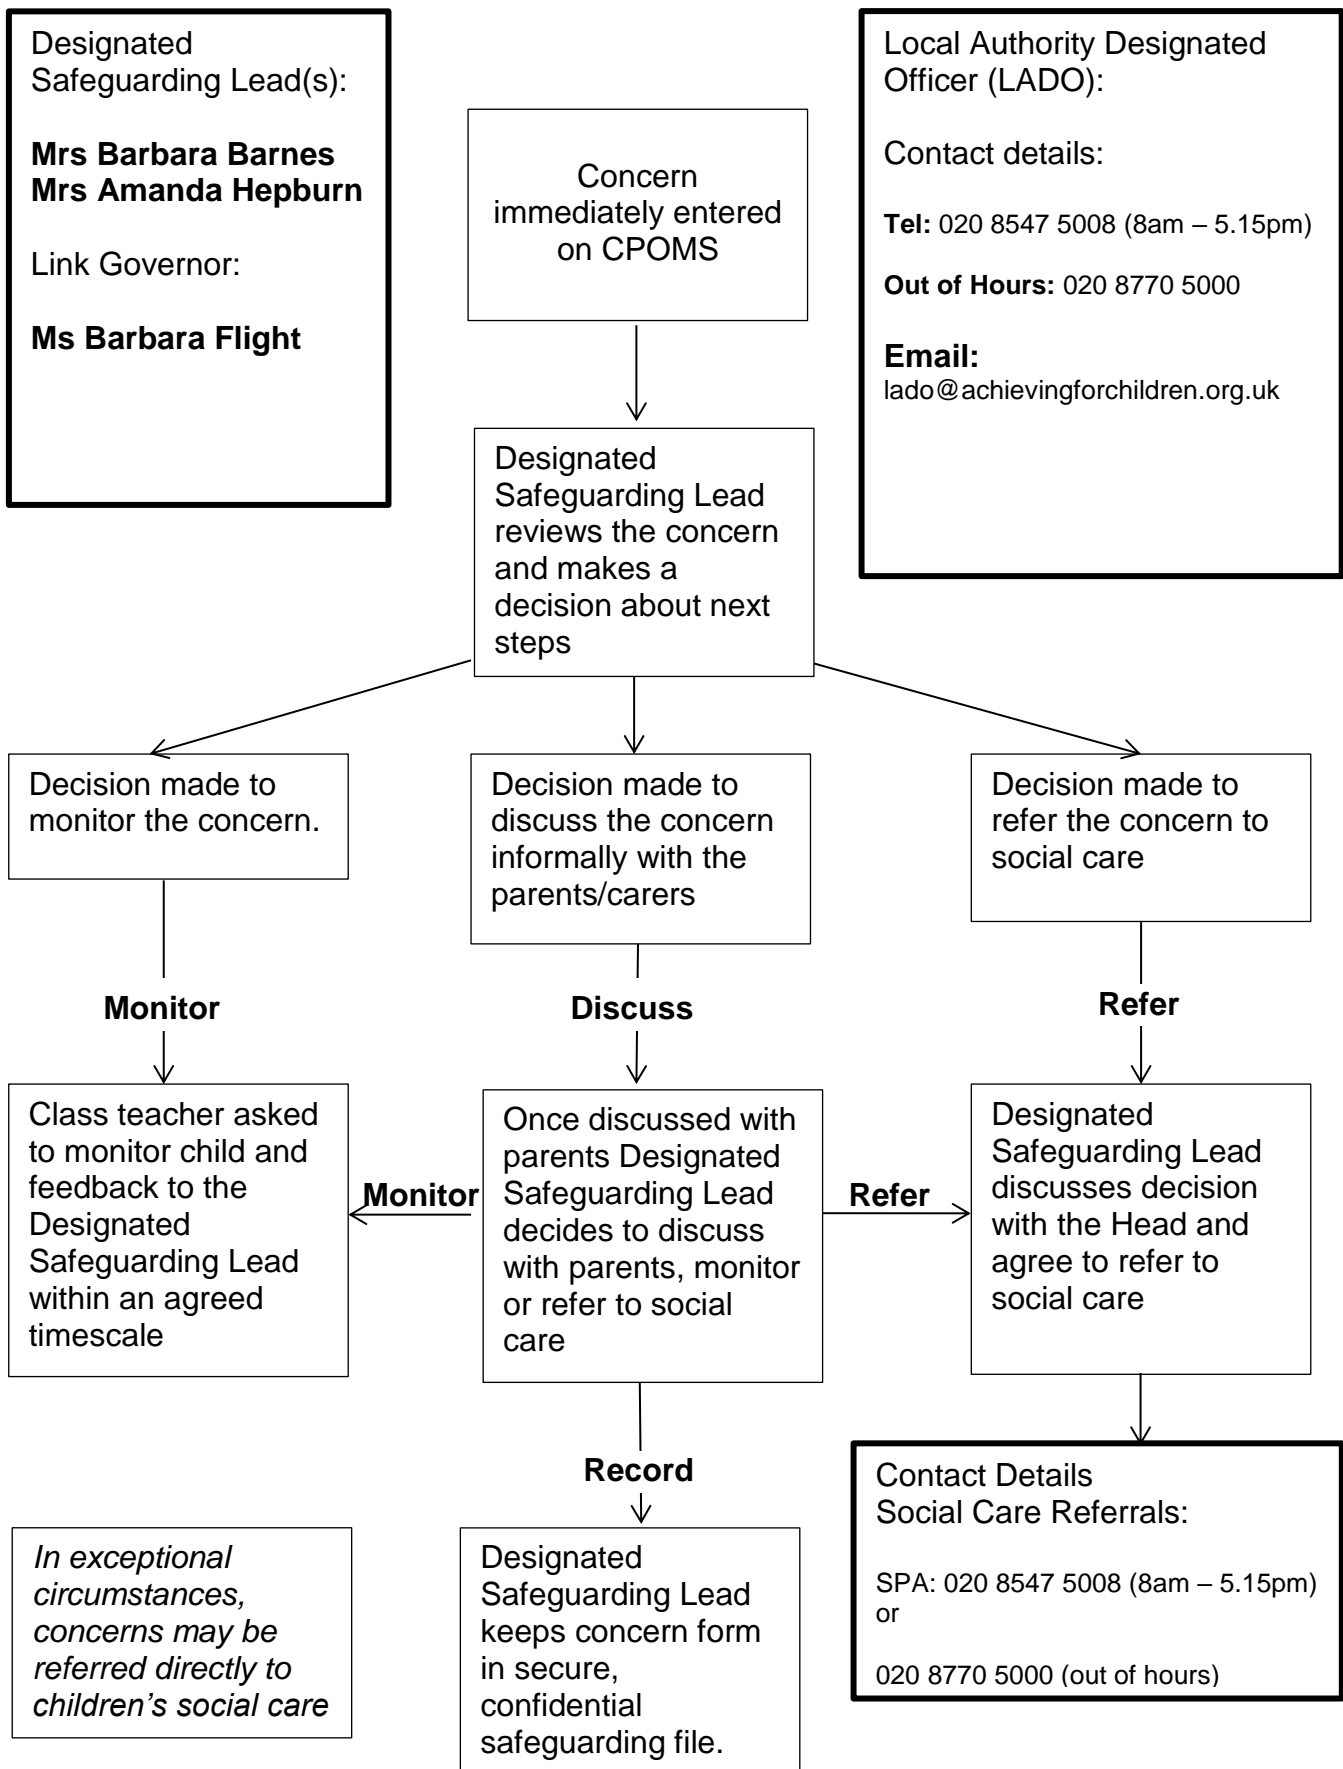 Designated
Safeguarding Lead(s):
Mrs Barbara Barnes
Mrs Amanda Hepburn
Link Governor:
Ms Barbara Flight
Concern
immediately entered
on CPOMS
Local Authority Designated
Officer (LADO):
Contact details:
Tel: 020 8547 5008 (8am – 5.15pm)
Out of Hours: 020 8770 5000
Email:
lado@achievingforchildren.org.uk
Designated
Safeguarding Lead
reviews the concern
and makes a
decision about next
steps
Decision made to
monitor the concern.
Decision made to
discuss the concern
informally with the
parents/carers
Decision made to
refer the concern to
social care
Monitor
Discuss
Refer
Class teacher asked
to monitor child and
feedback to the
Designated
Safeguarding Lead
within an agreed
timescale
Monitor
Once discussed with
parents Designated
Safeguarding Lead
decides to discuss
with parents, monitor
or refer to social
care
Refer
Designated
Safeguarding Lead
discusses decision
with the Head and
agree to refer to
social care
Record
In exceptional
circumstances,
concerns may be
referred directly to
children’s social care
Designated
Safeguarding Lead
keeps concern form
in secure,
confidential
safeguarding file.
Contact Details
Social Care Referrals:
SPA: 020 8547 5008 (8am – 5.15pm)
or
020 8770 5000 (out of hours)